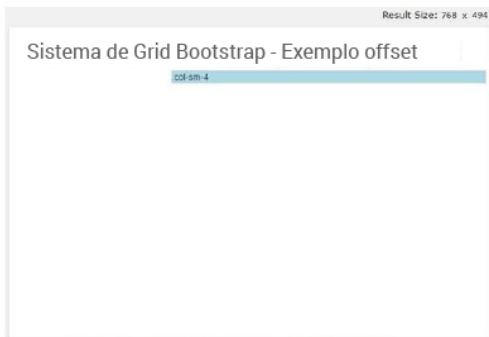 Result Size: 768 x 494
Sistema de Grid Bootstrap - Exemplo offset
col-sm-4